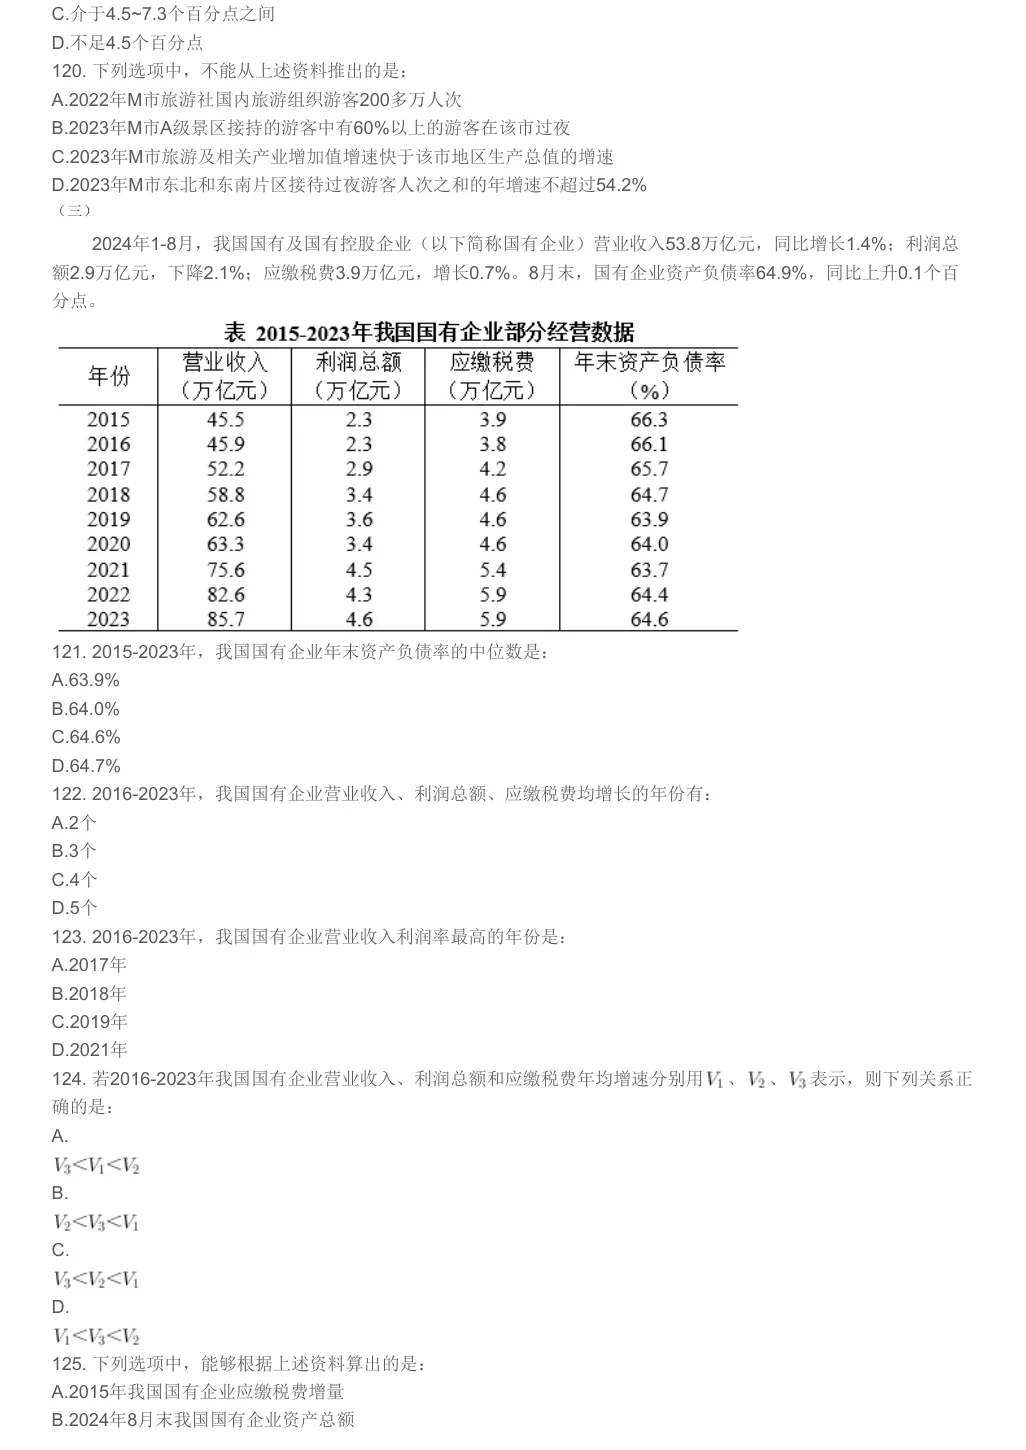 C.介于4.5~7.3个百分点之间
D.不足4.5个百分点
120. 下列选项中，不能从上述资料推出的是：
A.2022年M市旅游社国内旅游组织游客200多万人次
B.2023年M市A级景区接持的游客中有60%以上的游客在该市过夜
C.2023年M市旅游及相关产业增加值增速快于该市地区生产总值的增速
D.2023年M市东北和东南片区接待过夜游客人次之和的年增速不超过54.2%
（三）
2024年1-8月，我国国有及国有控股企业（以下简称国有企业）营业收入53.8万亿元，同比增长1.4%；利润总
额2.9万亿元，下降2.1%；应缴税费3.9万亿元，增长0.7%。8月末，国有企业资产负债率64.9%，同比上升0.1个百
分点。
表 2015-2023年我国国有企业部分经营数据
年份 营业收入（万亿元） 利润总额（万亿元） 应缴税费（万亿元） 年末资产负债率（%）
2015 45.5 2.3 3.9 66.3
2016 45.9 2.3 3.8 66.1
2017 52.2 2.9 4.2 65.7
2018 58.8 3.4 4.6 64.7
2019 62.6 3.6 4.6 63.9
2020 63.3 3.4 4.6 64.0
2021 75.6 4.5 5.4 63.7
2022 82.6 4.3 5.9 64.4
2023 85.7 4.6 5.9 64.6
121. 2015-2023年，我国国有企业年末资产负债率的中位数是：
A.63.9%
B.64.0%
C.64.6%
D.64.7%
122. 2016-2023年，我国国有企业营业收入、利润总额、应缴税费均增长的年份有：
A.2个
B.3个
C.4个
D.5个
123. 2016-2023年，我国国有企业营业收入利润率最高的年份是：
A.2017年
B.2018年
C.2019年
D.2021年
124. 若2016-2023年我国国有企业营业收入、利润总额和应缴税费年均增速分别用V₁、V₂、V₃表示，则下列关系正
确的是：
A.
V₃<V₁<V₂
B.
V₂<V₃<V₁
C.
V₃<V₂<V₁
D.
V₁<V₃<V₂
125. 下列选项中，能够根据上述资料算出的是：
A.2015年我国国有企业应缴税费增量
B.2024年8月末我国国有企业资产总额